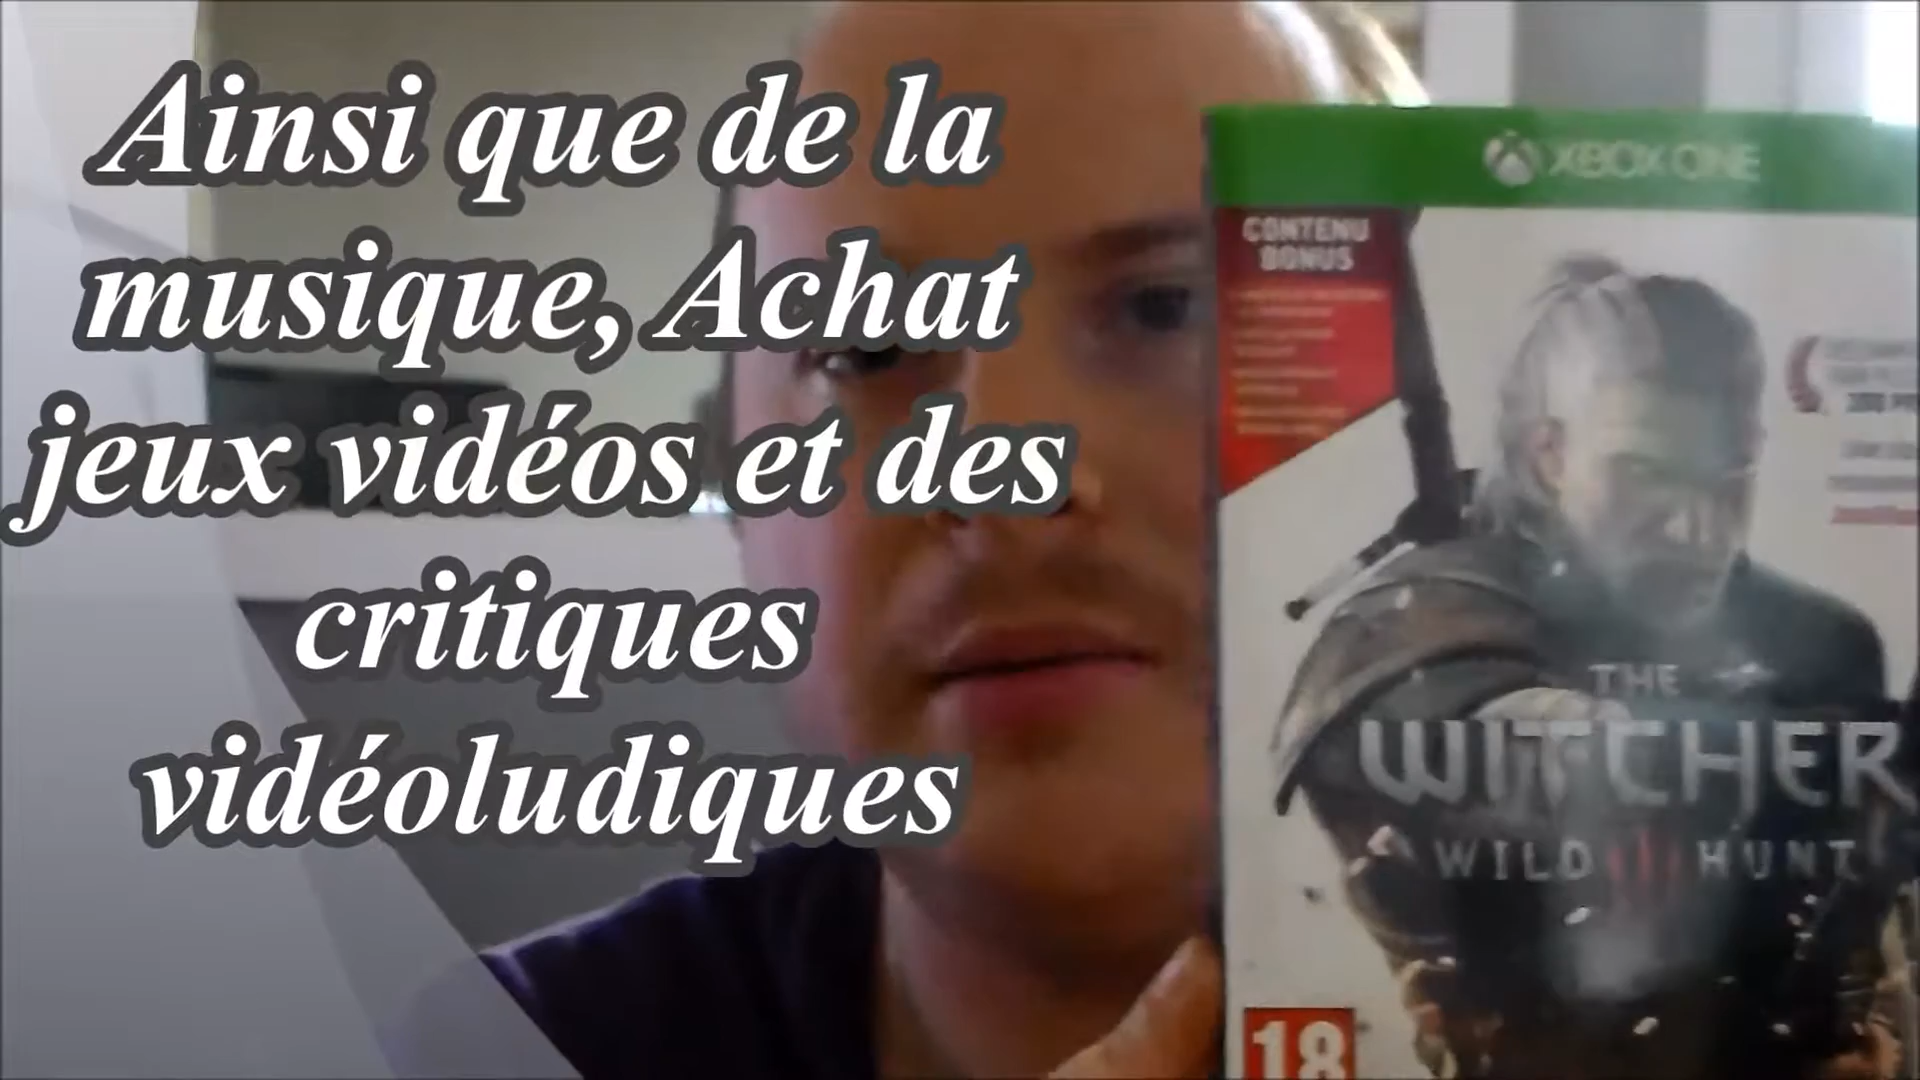 Ainsi que de la
musique, Achat
jeux vidéos et des
critiques
vidéoludiques
XBOX ONE
CONTENU
BONUS
THE
WITCHER
WILD HUNT
18